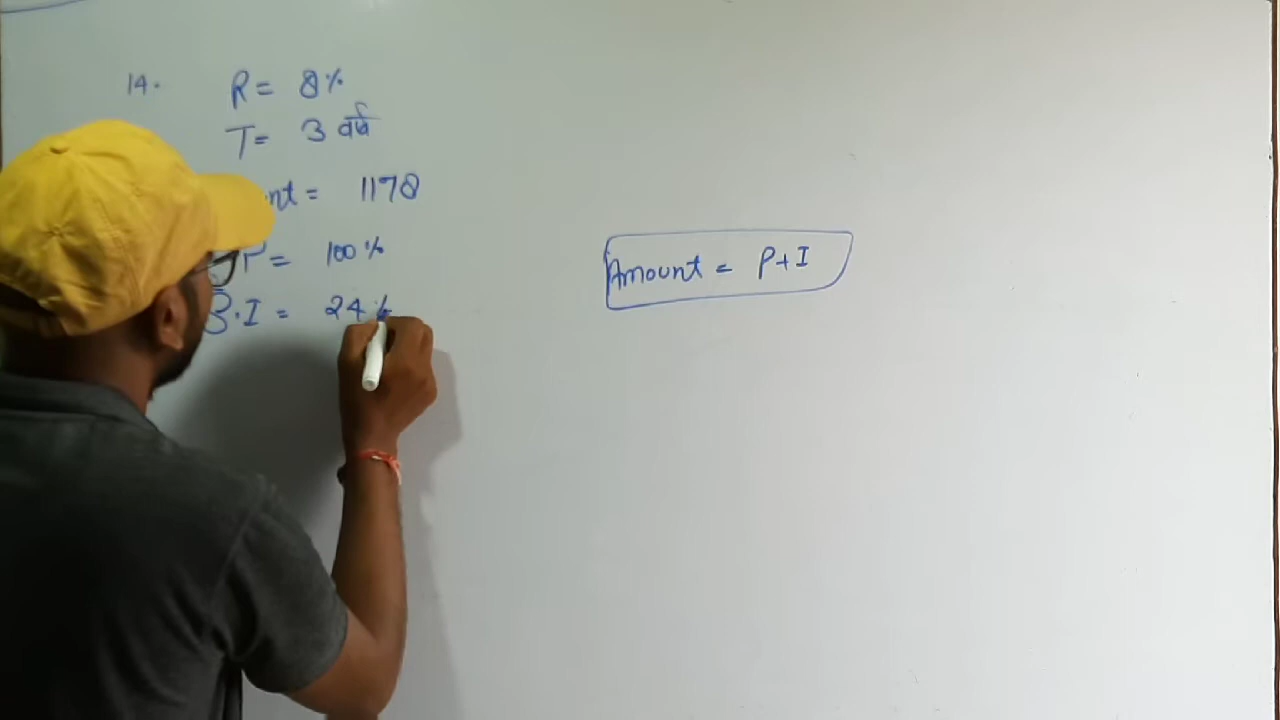 14. R = 8%
T = 3 वर्ष
nt = 1178
P = 100%
S.I = 24%
Amount = P+I